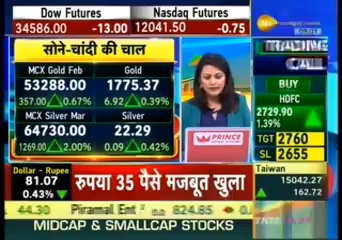 Dow Futures
34586.00 -13.00
Nasdaq Futures
12041.50 -0.75
सोने-चांदी की चाल
MCX Gold Feb
53288.00
357.00 0.67%
Gold
1775.37
6.92 0.39%
MCX Silver Mar
64730.00
1269.00 2.00%
Silver
22.29
0.09 0.42%
PRINCE
TRADING
CALL
BUY
HDFC
2729.90
1.39%
TGT 2760
SL 2655
Dollar - Rupee
81.07
0.43%
रुपया 35 पैसे मजबूत खुला
Taiwan
15042.27
162.72
44.30 Piramal Ent 824.85
MIDCAP & SMALLCAP STOCKS